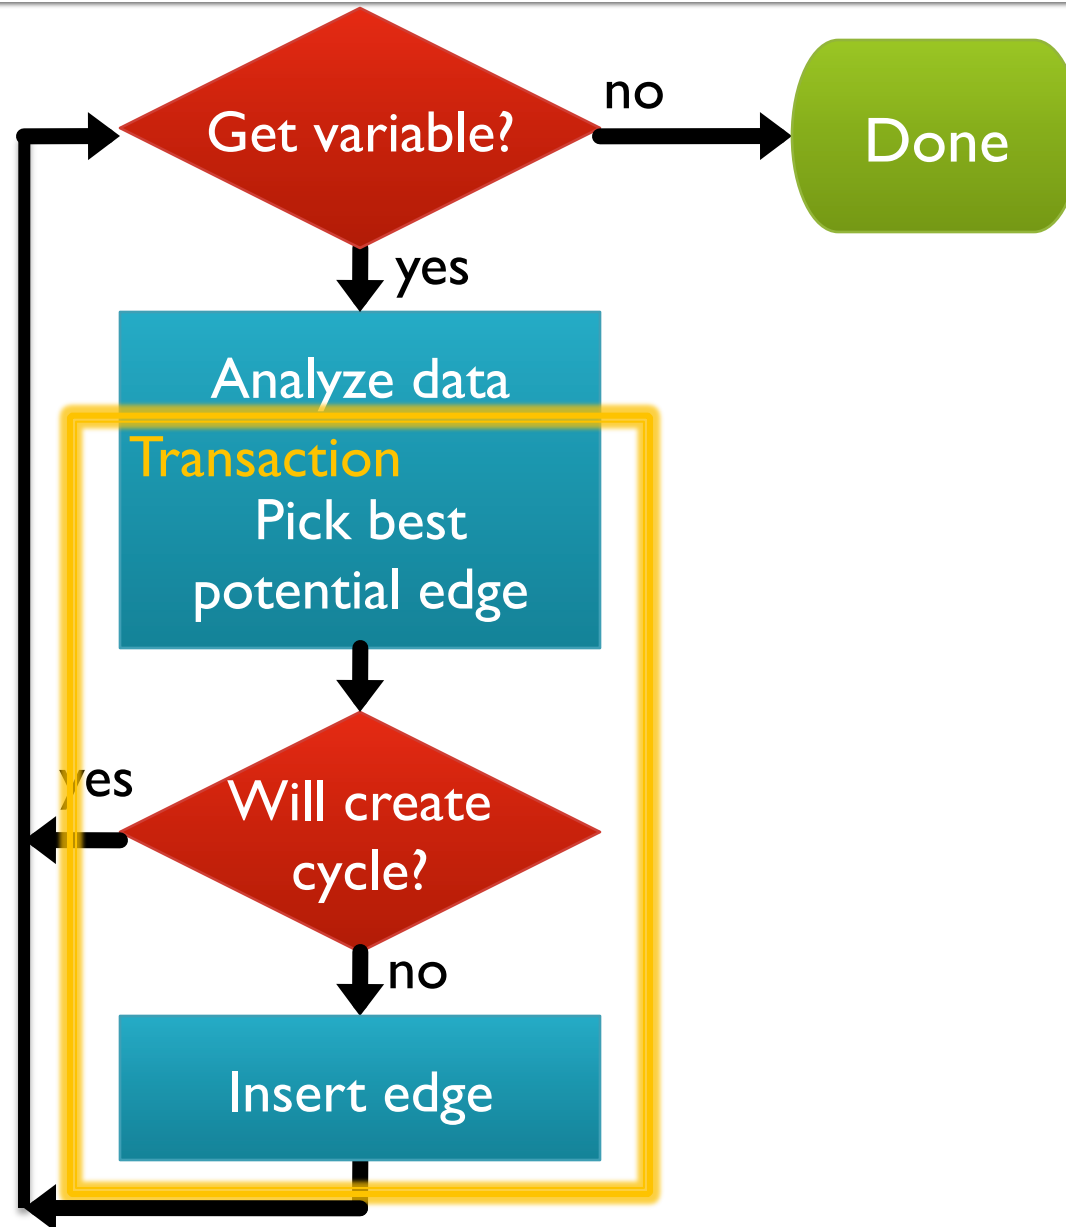 Get variable?
no
Done
yes
Analyze data
Transaction
Pick best
potential edge
yes
Will create
cycle?
no
Insert edge